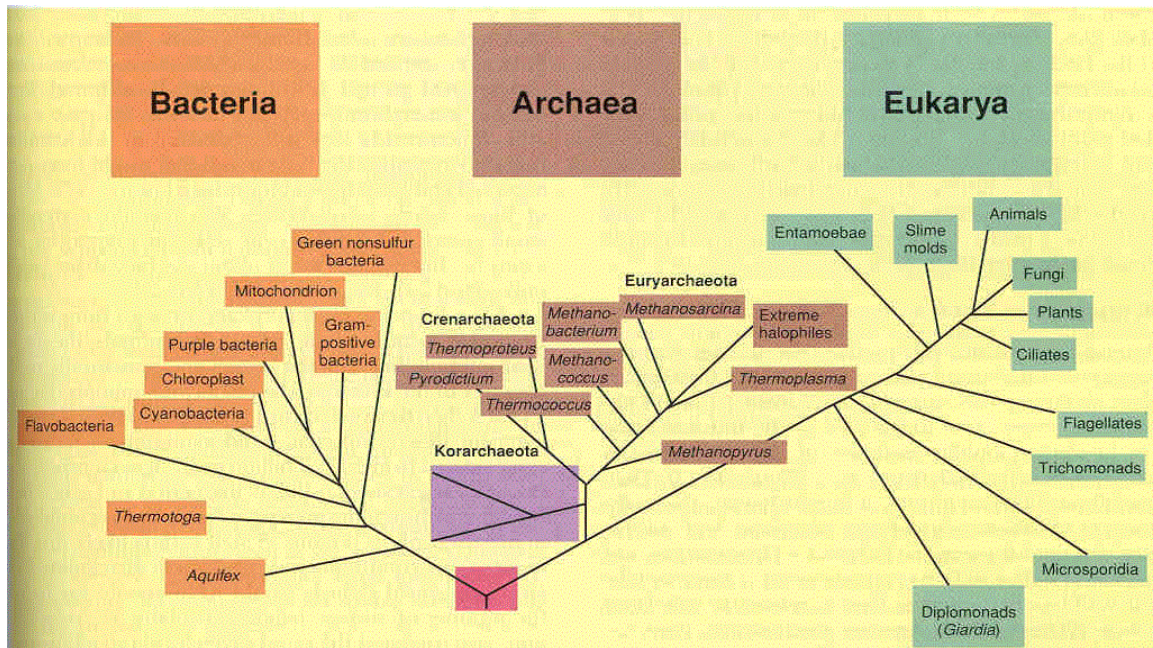 Bacteria
Archaea
Eukarya
Green nonsulfur
bacteria
Mitochondrion
Gram-
positive
bacteria
Purple bacteria
Chloroplast
Cyanobacteria
Flavobacteria
Thermotoga
Aquifex
Crenarchaeota
Thermoproteus
Pyrodictium
Korarchaeota
Euryarchaeota
Methanosarcina
Methano-
bacterium
Methano-
coccus
Thermococcus
Extreme
halophiles
Thermoplasma
Methanopyrus
Entamoebae
Slime
molds
Animals
Fungi
Plants
Ciliates
Flagellates
Trichomonads
Microsporidia
Diplomonads
(Giardia)